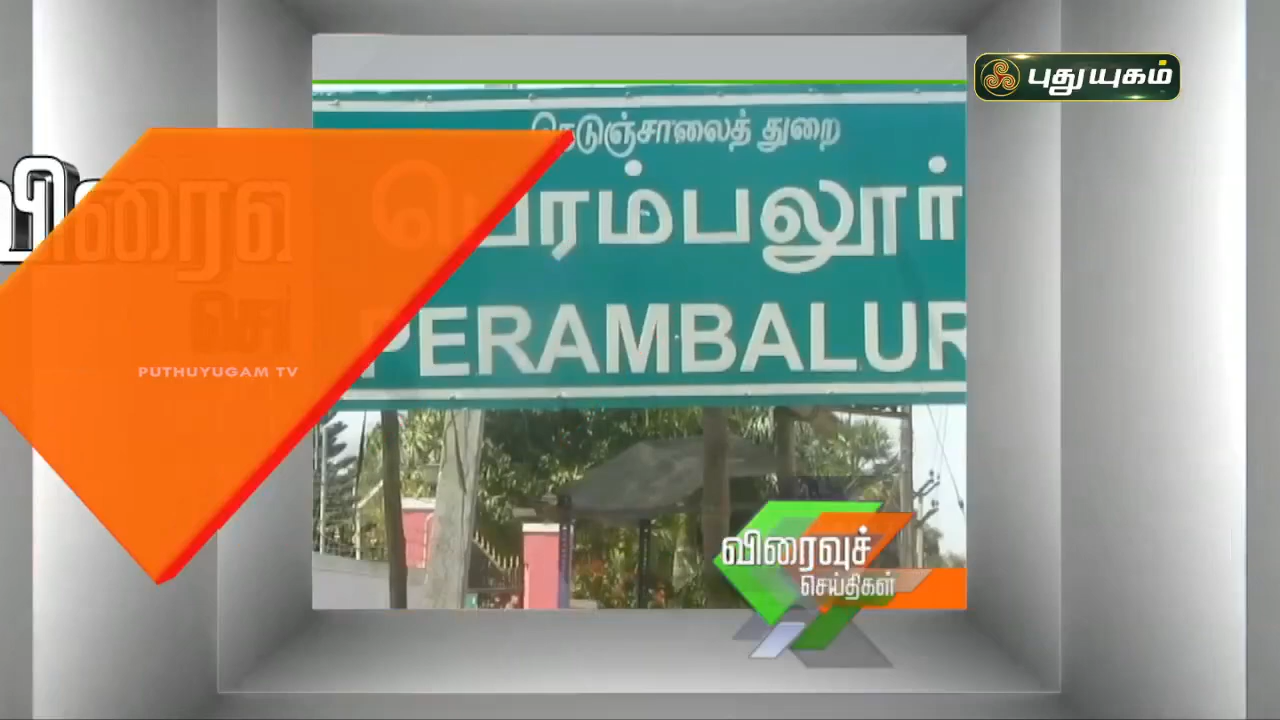 புதுயுகம்
நெடுஞ்சாலைத் துறை
பெரம்பலூர்
PERAMBALUR
விரைவ
செ
PUTHUYUGAM TV
விரைவுச்
செய்திகள்